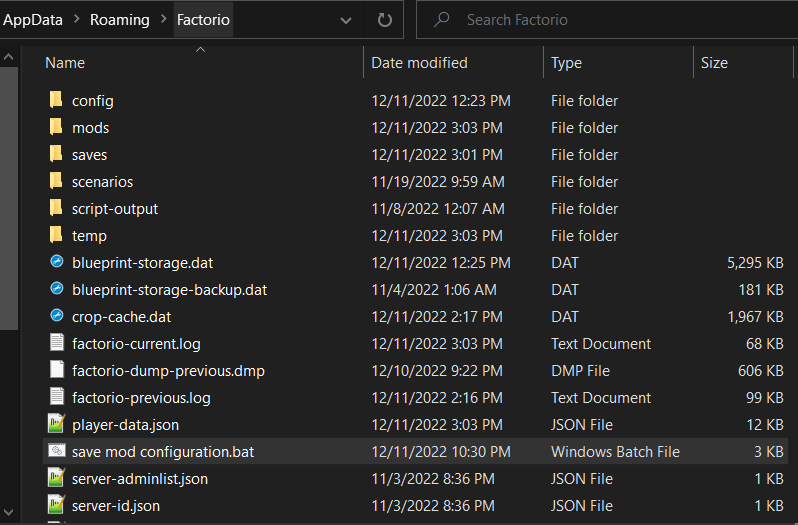 AppData > Roaming > Factorio Search Factorio
Name Date modified Type Size
config 12/11/2022 12:23 PM File folder
mods 12/11/2022 3:03 PM File folder
saves 12/11/2022 3:01 PM File folder
scenarios 11/19/2022 9:59 AM File folder
script-output 11/8/2022 12:07 AM File folder
temp 12/11/2022 3:03 PM File folder
blueprint-storage.dat 12/11/2022 12:25 PM DAT 5,295 KB
blueprint-storage-backup.dat 11/4/2022 1:06 AM DAT 181 KB
crop-cache.dat 12/11/2022 2:17 PM DAT 1,967 KB
factorio-current.log 12/11/2022 3:03 PM Text Document 68 KB
factorio-dump-previous.dmp 12/10/2022 9:22 PM DMP File 606 KB
factorio-previous.log 12/11/2022 2:16 PM Text Document 99 KB
player-data.json 12/11/2022 3:03 PM JSON File 12 KB
save mod configuration.bat 12/11/2022 10:30 PM Windows Batch File 3 KB
server-adminlist.json 11/3/2022 8:36 PM JSON File 1 KB
server-id.json 11/3/2022 8:36 PM JSON File 1 KB